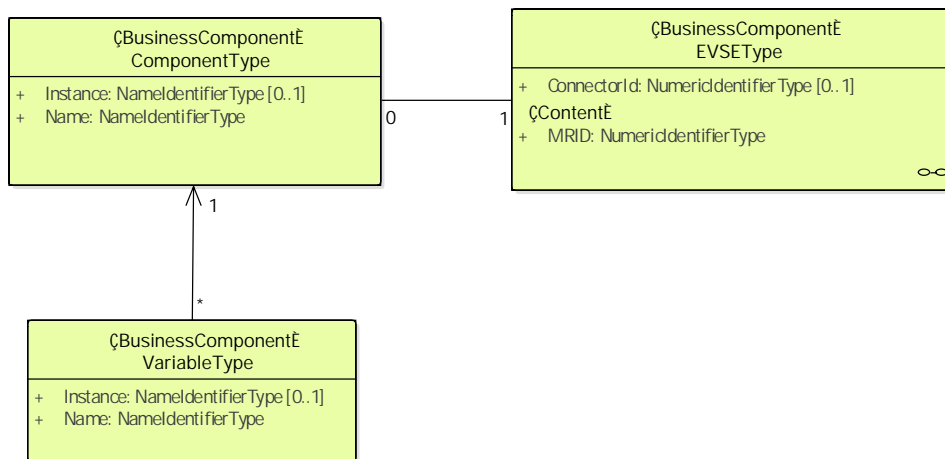 ÇBusinessComponentÈ
ComponentType
+ Instance: NameIdentifierType [0..1]
+ Name: NameIdentifierType
ÇBusinessComponentÈ
EVSEType
+ ConnectorId: NumericIdentifierType [0..1]
ÇContentÈ
+ MRID: NumericIdentifierType
0
1
1
*
ÇBusinessComponentÈ
VariableType
+ Instance: NameIdentifierType [0..1]
+ Name: NameIdentifierType